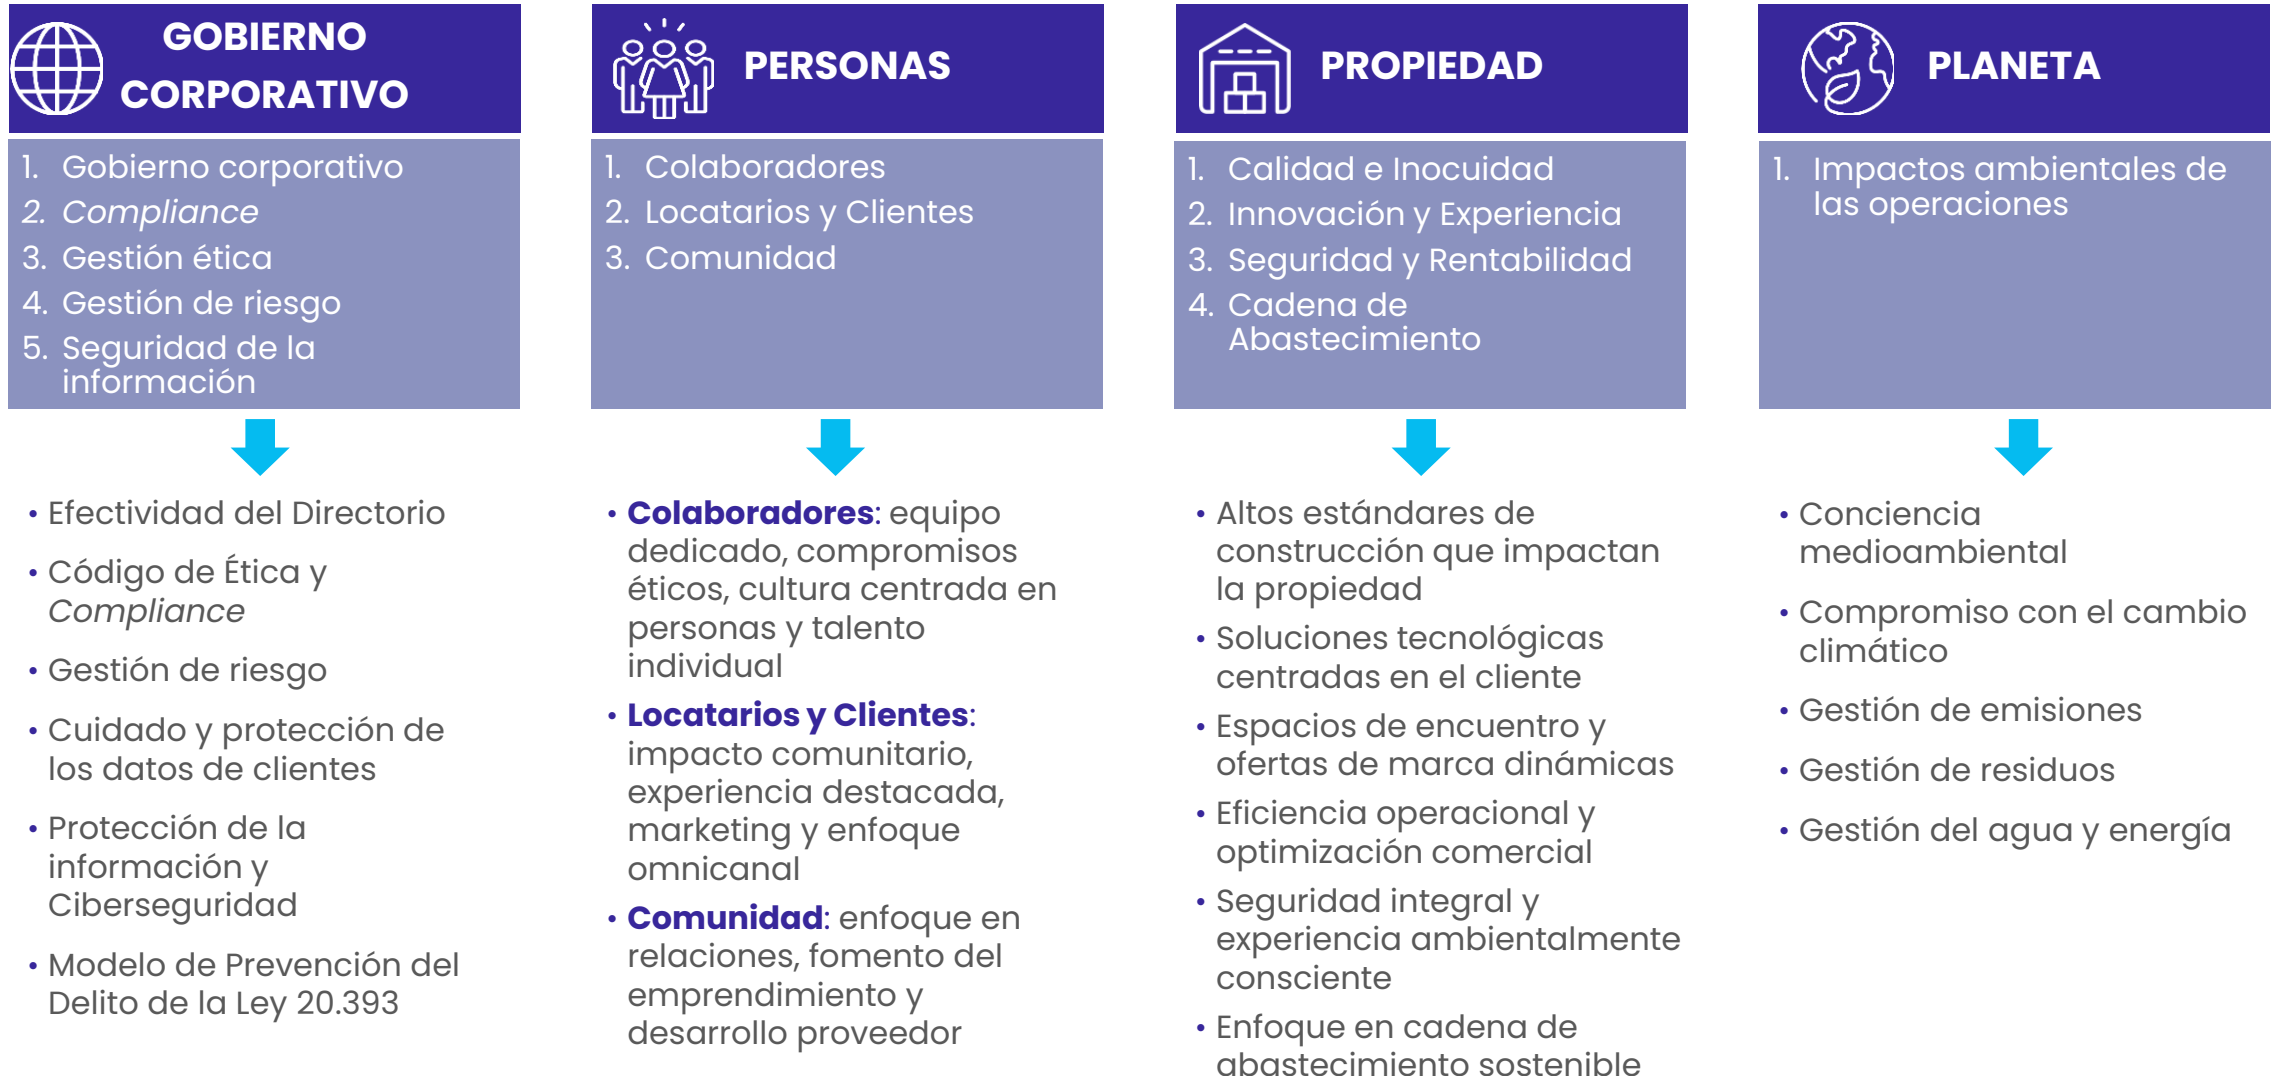 GOBIERNO
CORPORATIVO
1. Gobierno corporativo
2. Compliance
3. Gestión ética
4. Gestión de riesgo
5. Seguridad de la
información
• Efectividad del Directorio
• Código de Ética y
Compliance
• Gestión de riesgo
• Cuidado y protección de
los datos de clientes
• Protección de la
información y
Ciberseguridad
• Modelo de Prevención del
Delito de la Ley 20.393
PERSONAS
1. Colaboradores
2. Locatarios y Clientes
3. Comunidad
• Colaboradores: equipo
dedicado, compromisos
éticos, cultura centrada en
personas y talento
individual
• Locatarios y Clientes:
impacto comunitario,
experiencia destacada,
marketing y enfoque
omnicanal
• Comunidad: enfoque en
relaciones, fomento del
emprendimiento y
desarrollo proveedor
PROPIEDAD
1. Calidad e Inocuidad
2. Innovación y Experiencia
3. Seguridad y Rentabilidad
4. Cadena de
Abastecimiento
• Altos estándares de
construcción que impactan
la propiedad
• Soluciones tecnológicas
centradas en el cliente
• Espacios de encuentro y
ofertas de marca dinámicas
• Eficiencia operacional y
optimización comercial
• Seguridad integral y
experiencia ambientalmente
consciente
• Enfoque en cadena de
abastecimiento sostenible
PLANETA
1. Impactos ambientales de
las operaciones
• Conciencia
medioambiental
• Compromiso con el cambio
climático
• Gestión de emisiones
• Gestión de residuos
• Gestión del agua y energía